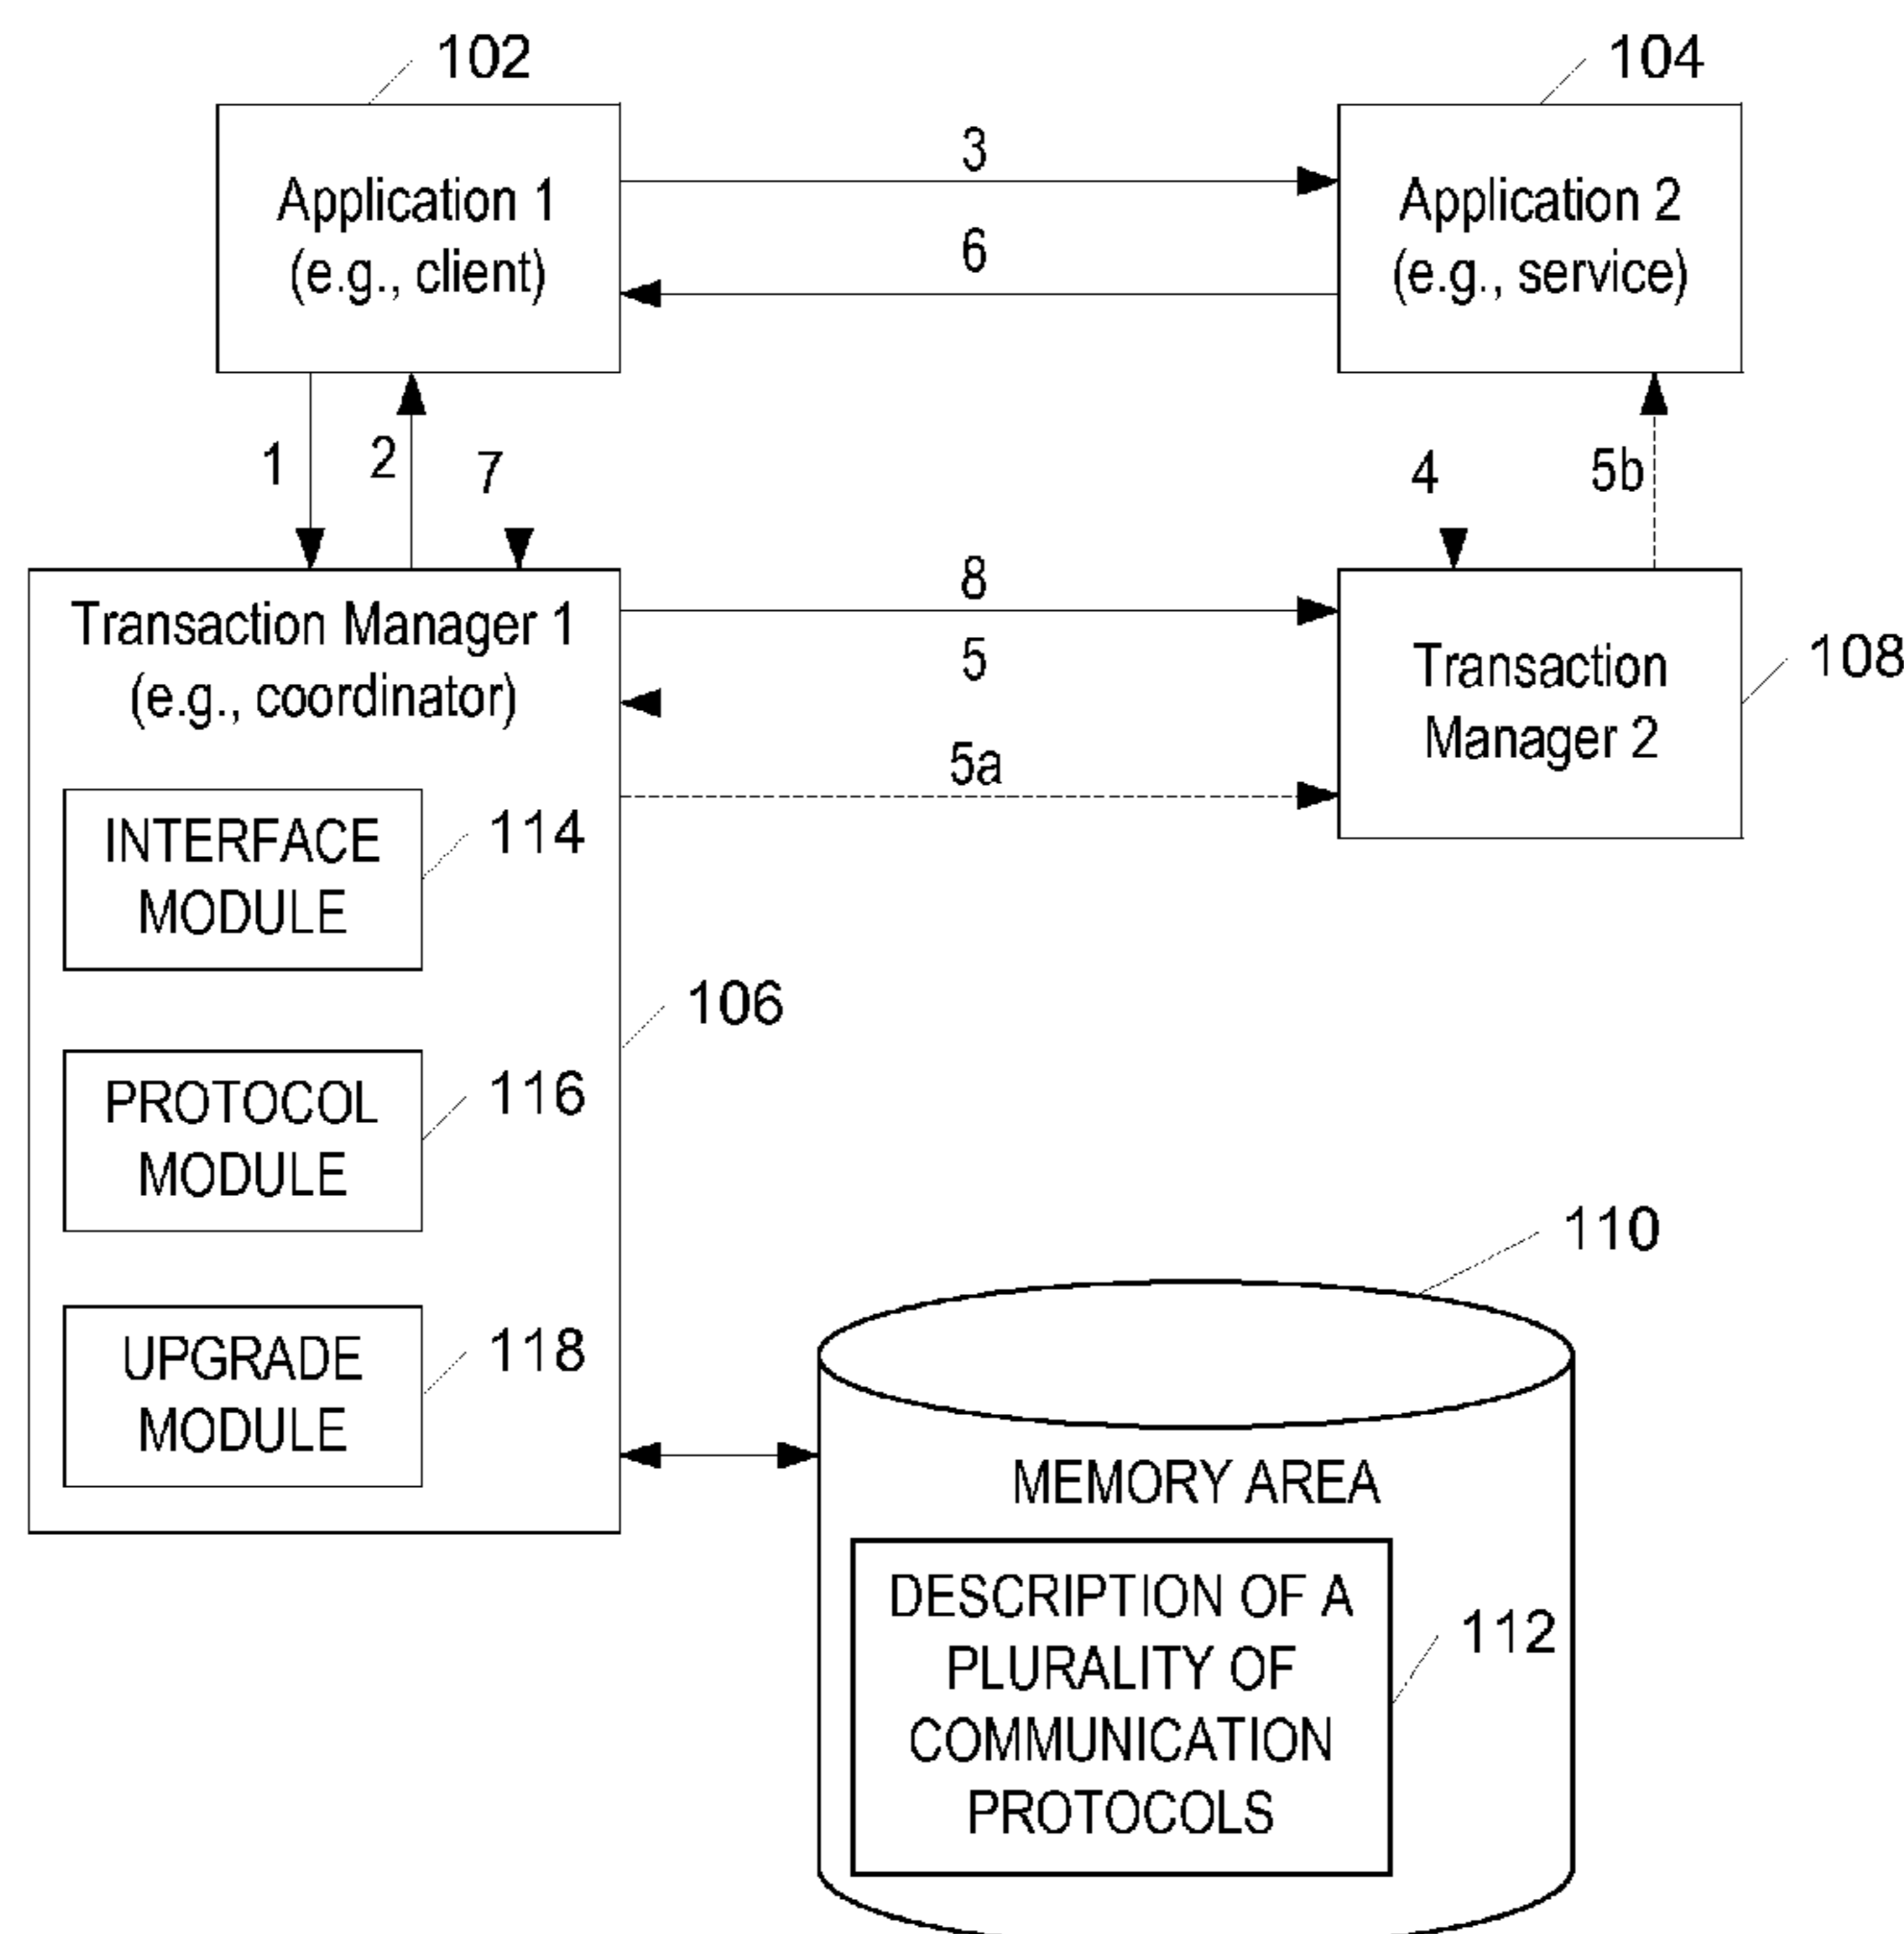 102
104
Application 1
(e.g., client)
3
6
Application 2
(e.g., service)
1
2
7
4
5b
Transaction Manager 1
(e.g., coordinator)
8
5
5a
Transaction
Manager 2
108
INTERFACE
MODULE
114
106
PROTOCOL
MODULE
116
UPGRADE
MODULE
118
110
MEMORY AREA
DESCRIPTION OF A
PLURALITY OF
COMMUNICATION
PROTOCOLS
112